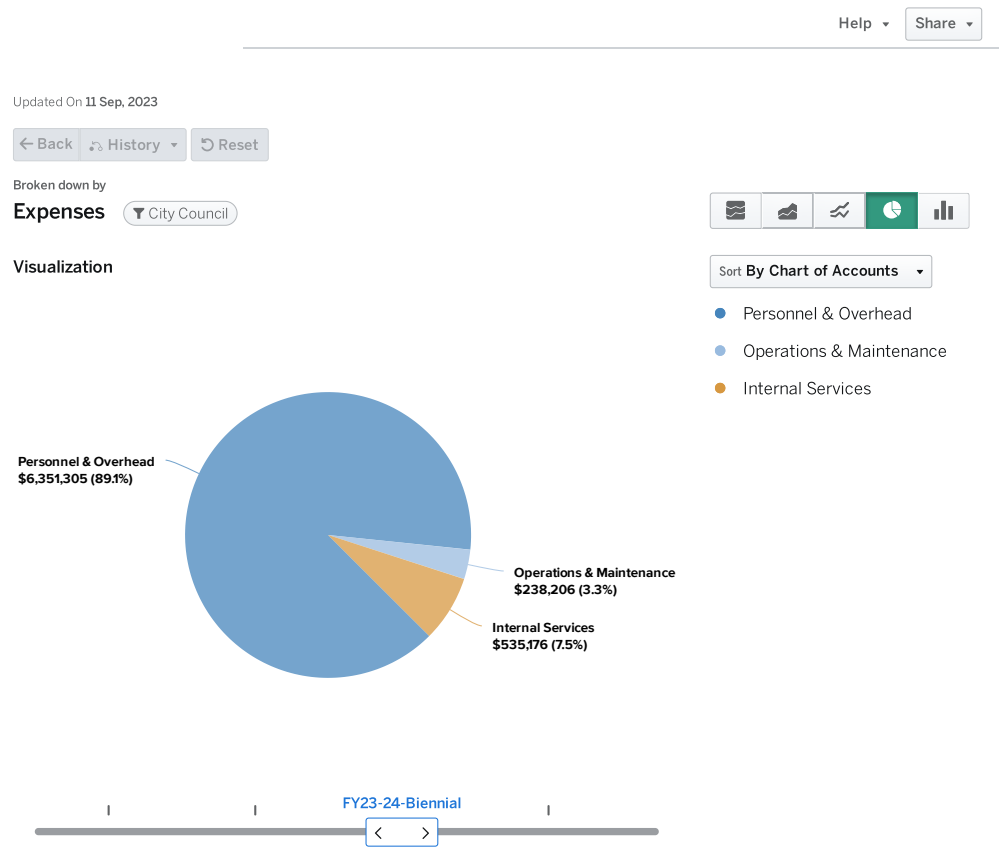 Help
Share
Updated On 11 Sep, 2023
Back
History
Reset
Broken down by
Expenses
City Council
Visualization
Sort By Chart of Accounts
Personnel & Overhead
Operations & Maintenance
Internal Services
Personnel & Overhead
$6,351,305 (89.1%)
Operations & Maintenance
$238,206 (3.3%)
Internal Services
$535,176 (7.5%)
FY23-24-Biennial